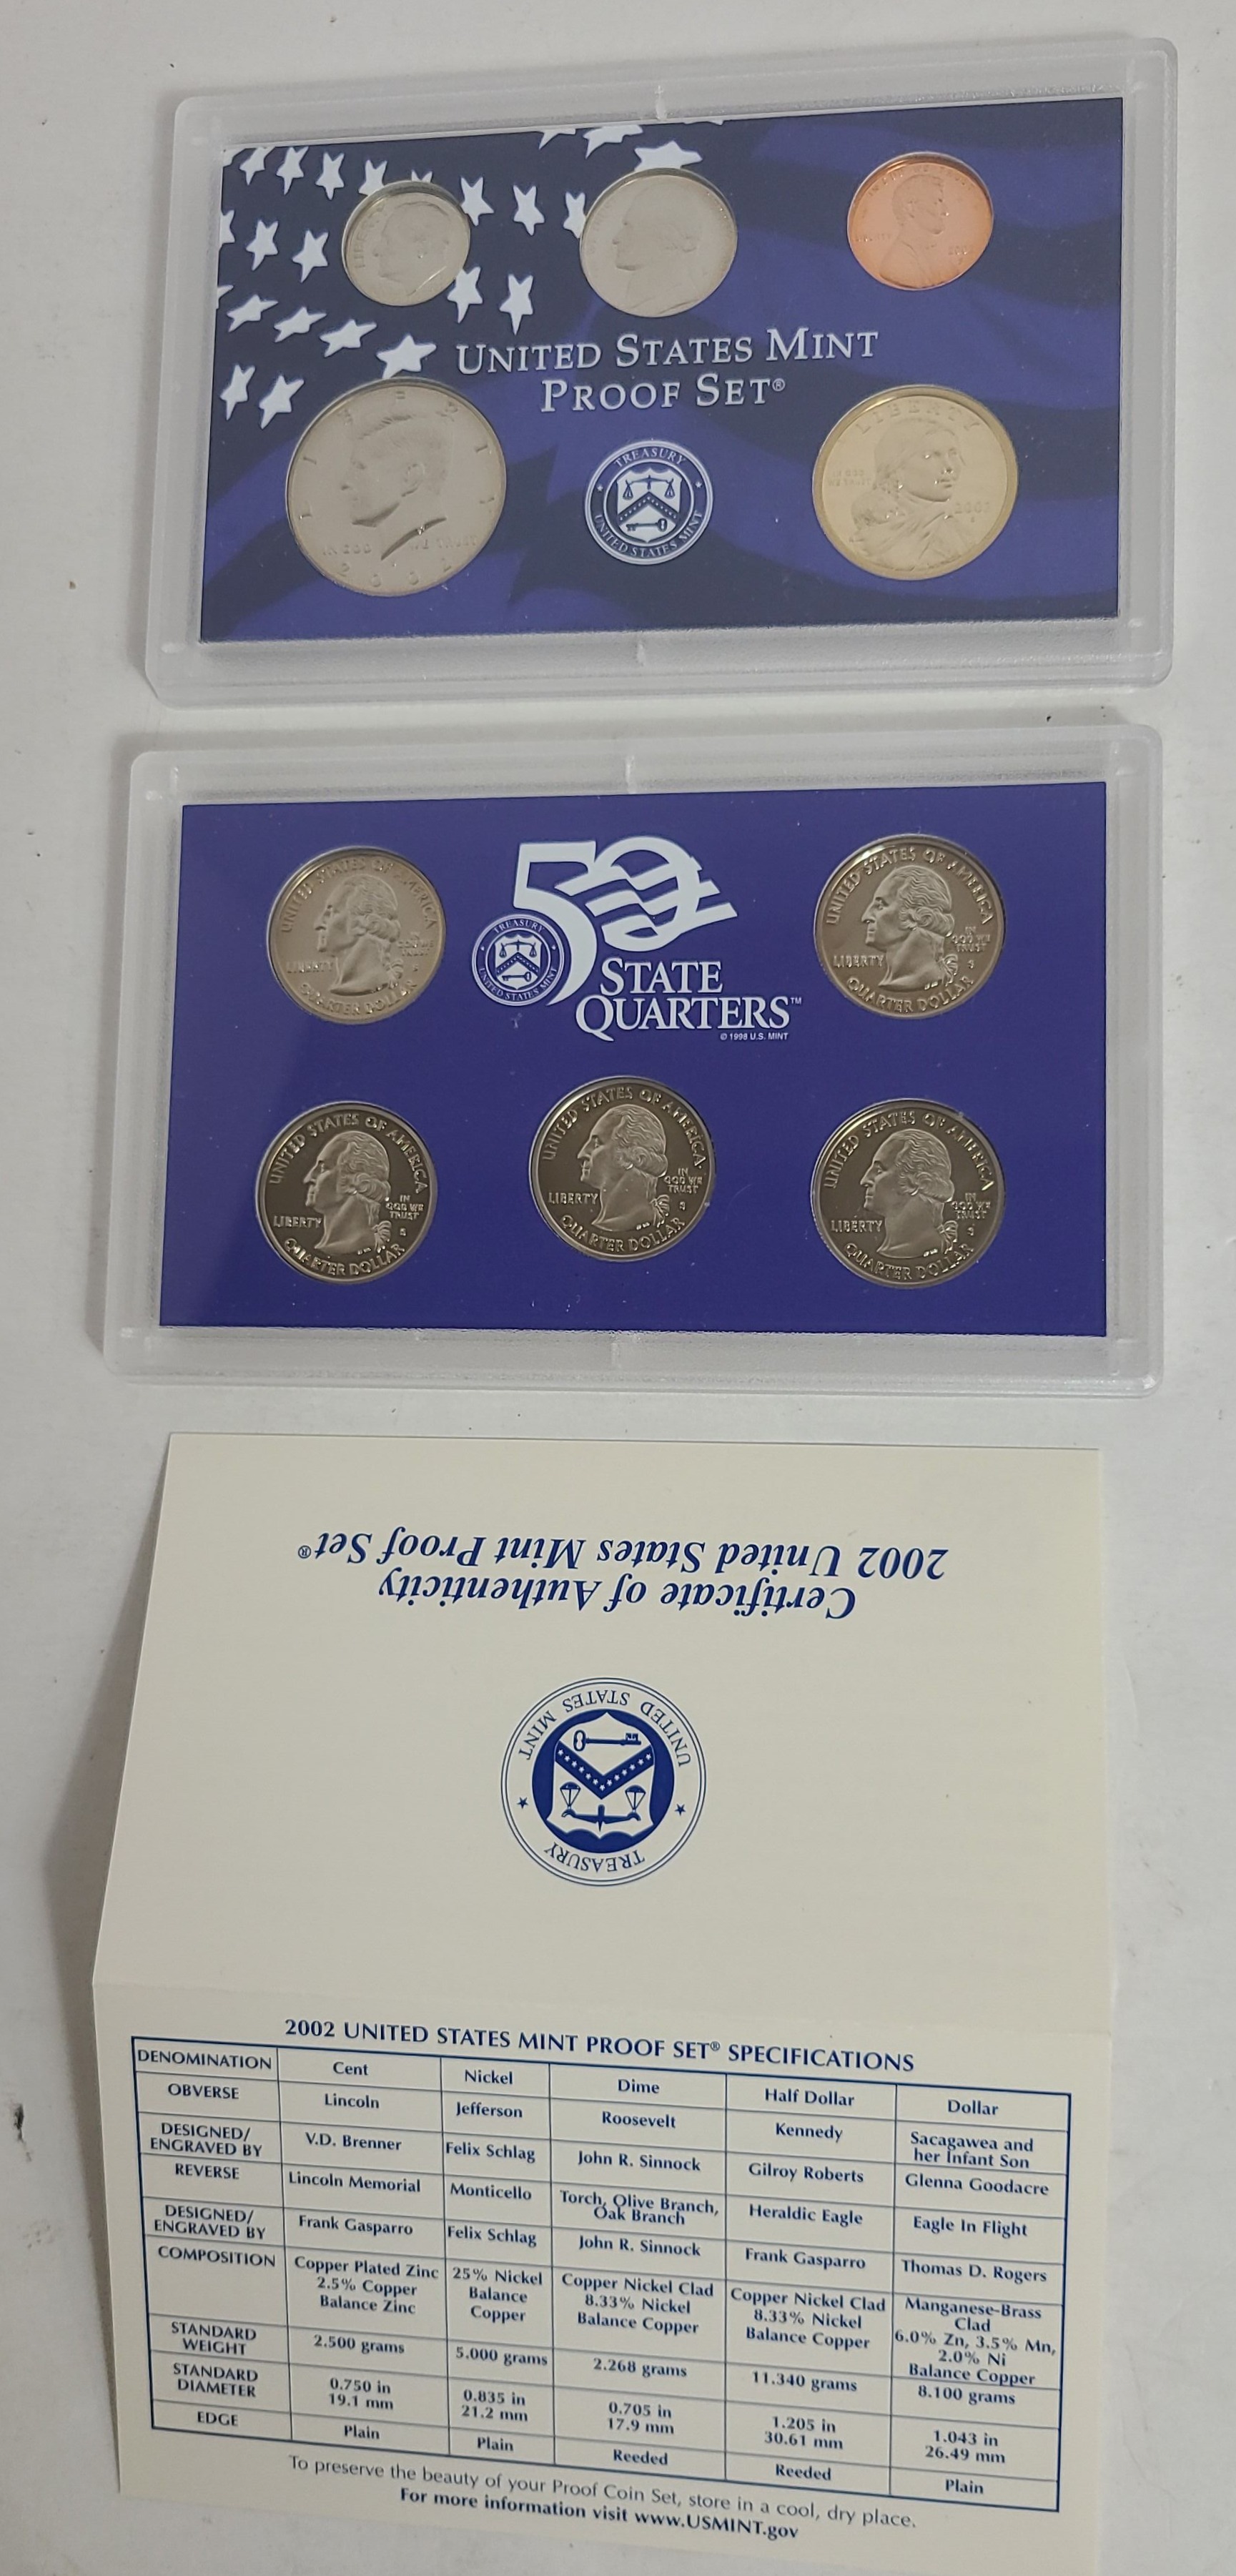 UNITED STATES MINT
PROOF SET®
TREASURY
UNITED STATES MINT
LIBERTY
2002
IN GOD WE TRUST
2002
50
STATE
QUARTERS™
© 1998 U.S. MINT
TREASURY
UNITED STATES MINT
UNITED STATES OF AMERICA
LIBERTY
IN
GOD WE
TRUST
S
QUARTER DOLLAR
UNITED STATES OF AMERICA
LIBERTY
IN
GOD WE
TRUST
S
QUARTER DOLLAR
UNITED STATES OF AMERICA
LIBERTY
IN
GOD WE
TRUST
S
QUARTER DOLLAR
UNITED STATES OF AMERICA
LIBERTY
IN
GOD WE
TRUST
S
QUARTER DOLLAR
UNITED STATES OF AMERICA
LIBERTY
IN
GOD WE
TRUST
S
QUARTER DOLLAR
Certificate of Authenticity
2002 United States Mint Proof Set®
TREASURY
UNITED STATES MINT
2002 UNITED STATES MINT PROOF SET® SPECIFICATIONS
DENOMINATION Cent Nickel Dime Half Dollar Dollar
OBVERSE Lincoln Jefferson Roosevelt Kennedy Sacagawea and
her Infant Son
DESIGNED/
ENGRAVED BY V.D. Brenner Felix Schlag John R. Sinnock Gilroy Roberts Glenna Goodacre
REVERSE Lincoln Memorial Monticello Torch, Olive Branch,
Oak Branch Heraldic Eagle Eagle In Flight
DESIGNED/
ENGRAVED BY Frank Gasparro Felix Schlag John R. Sinnock Frank Gasparro Thomas D. Rogers
COMPOSITION Copper Plated Zinc
2.5% Copper
Balance Zinc
25% Nickel
Balance
Copper
Copper Nickel Clad
8.33% Nickel
Balance Copper
Copper Nickel Clad
8.33% Nickel
Balance Copper
Manganese-Brass
Clad
6.0% Zn, 3.5% Mn,
2.0% Ni
Balance Copper
STANDARD
WEIGHT 2.500 grams 5.000 grams 2.268 grams 11.340 grams 8.100 grams
STANDARD
DIAMETER
0.750 in
19.1 mm
0.835 in
21.2 mm
0.705 in
17.9 mm
1.205 in
30.61 mm
1.043 in
26.49 mm
EDGE Plain Plain Reeded Reeded Plain
To preserve the beauty of your Proof Coin Set, store in a cool, dry place.
For more information visit www.USMINT.gov